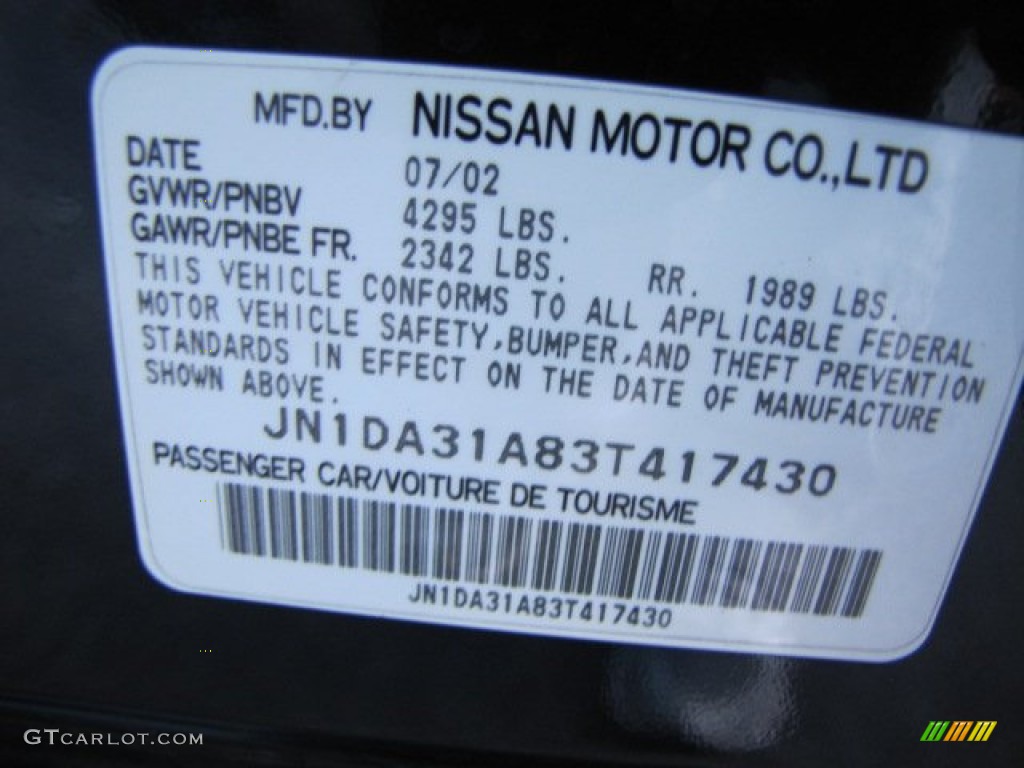 MFD.BY NISSAN MOTOR CO.,LTD
DATE 07/02
GVWR/PNBV 4295 LBS.
GAWR/PNBE FR. 2342 LBS. RR. 1989 LBS.
THIS VEHICLE CONFORMS TO ALL APPLICABLE FEDERAL
MOTOR VEHICLE SAFETY,BUMPER,AND THEFT PREVENTION
STANDARDS IN EFFECT ON THE DATE OF MANUFACTURE
SHOWN ABOVE.
JN1DA31A83T417430
PASSENGER CAR/VOITURE DE TOURISME
JN1DA31A83T417430
GTCARLOT.COM